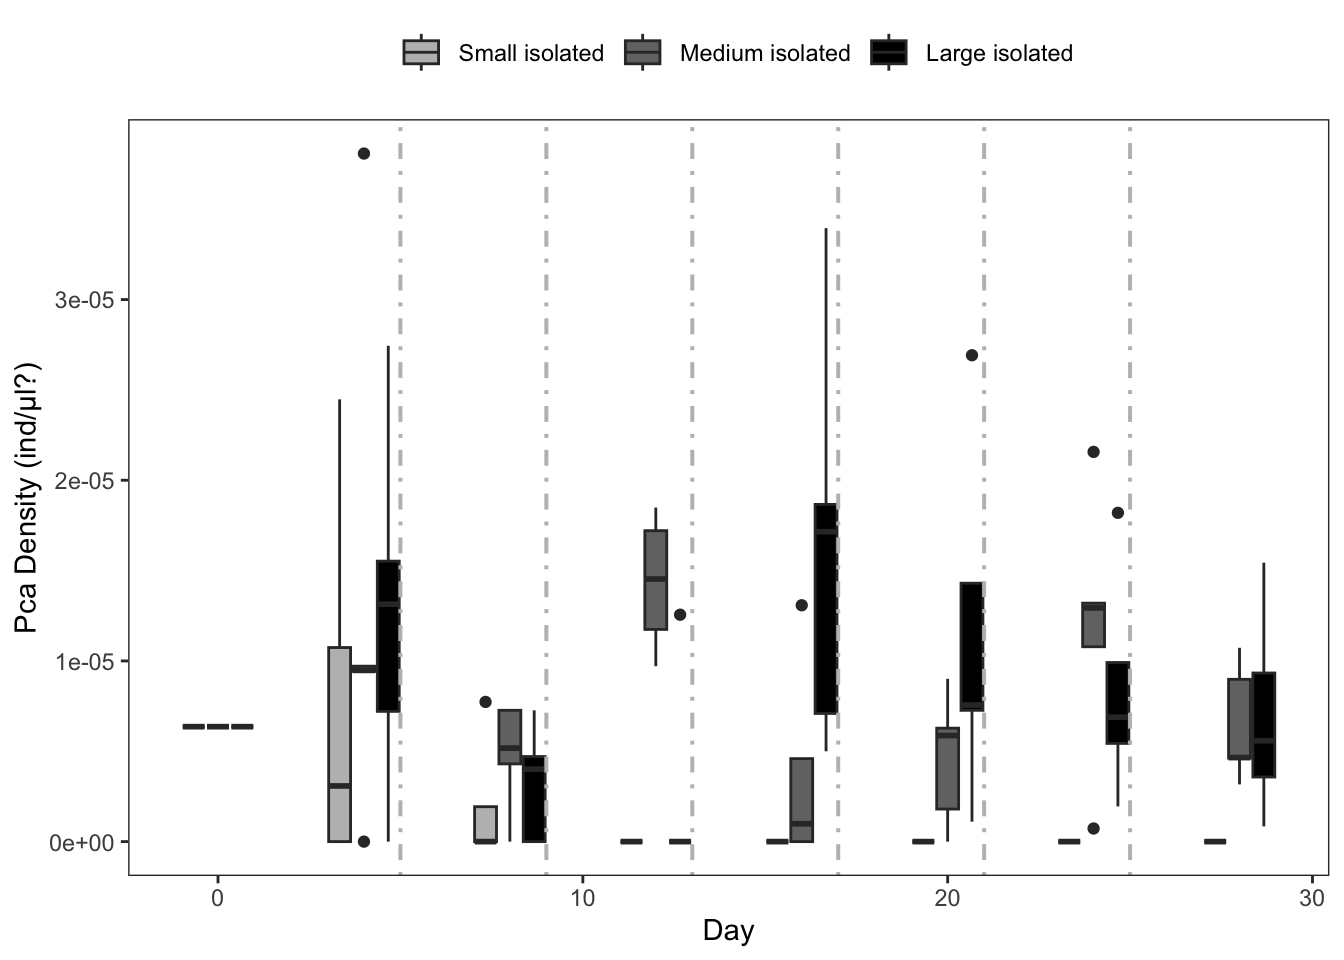 Small isolated Medium isolated Large isolated
Pca Density (ind/µl?)
3e-05
2e-05
1e-05
0e+00
0 10 20 30
Day